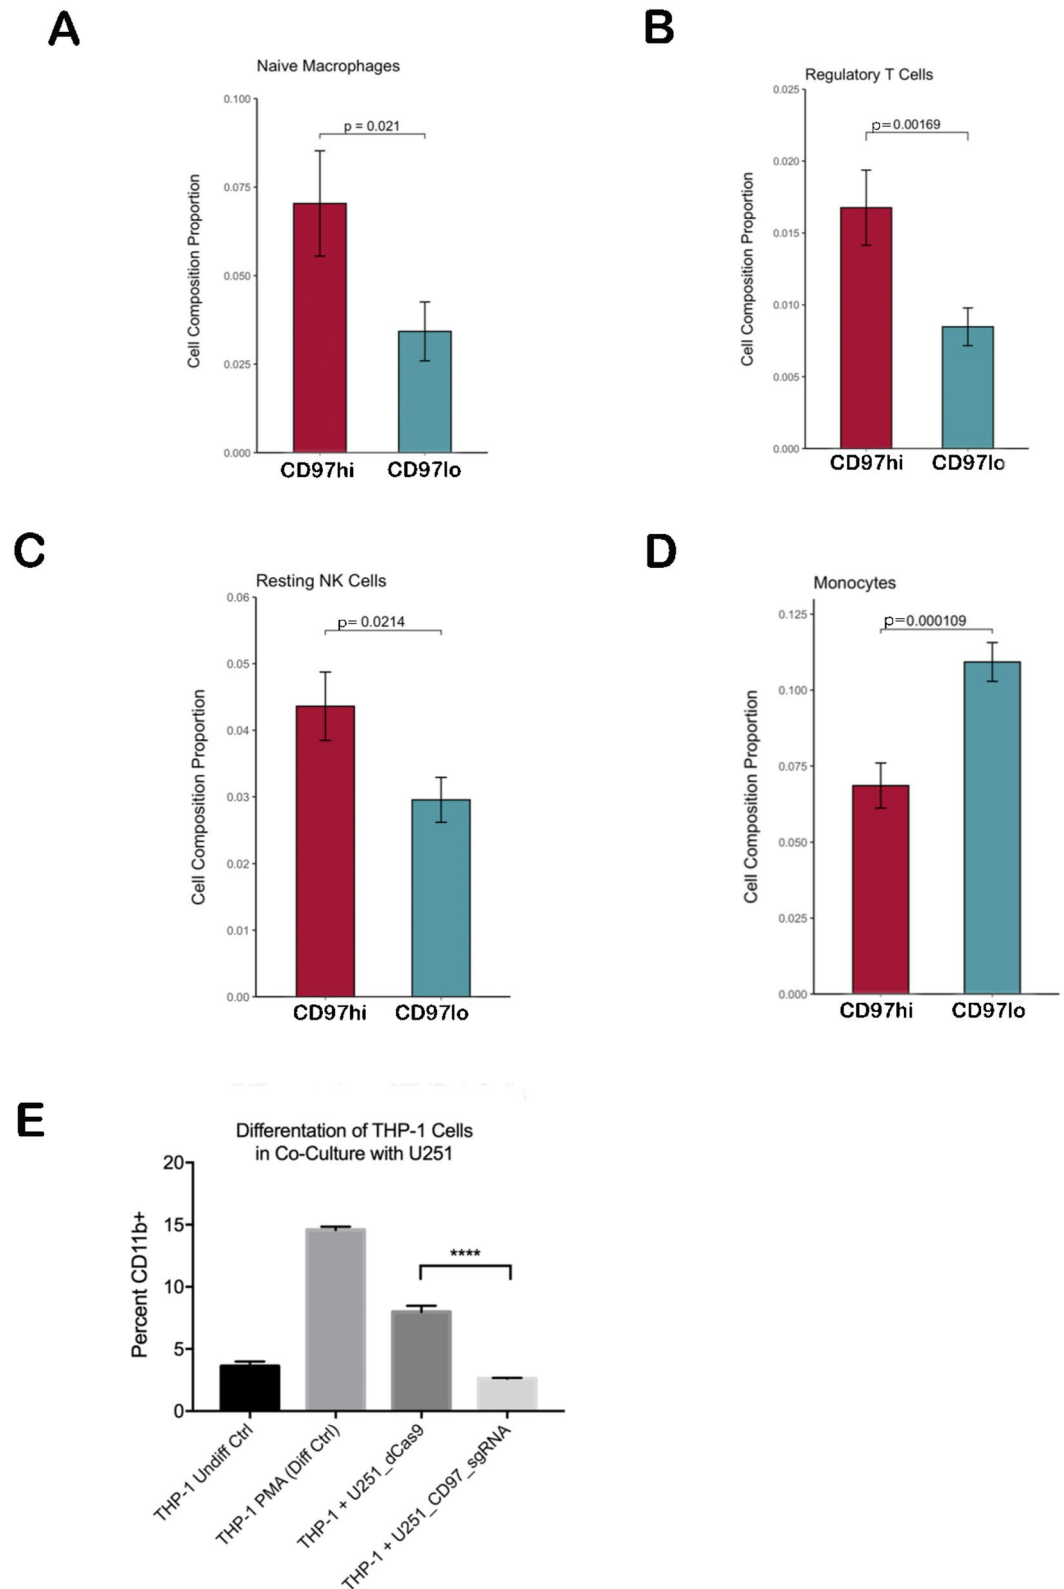 A
Naive Macrophages
Cell Composition Proportion
0.100
0.075
0.050
0.025
0.000
p = 0.021
CD97hi CD97lo
B
Regulatory T Cells
Cell Composition Proportion
0.025
0.020
0.015
0.010
0.005
0.000
p=0.00169
CD97hi CD97lo
C
Resting NK Cells
Cell Composition Proportion
0.06
0.05
0.04
0.03
0.02
0.01
0.00
p= 0.0214
CD97hi CD97lo
D
Monocytes
Cell Composition Proportion
0.125
0.100
0.075
0.050
0.025
0.000
p=0.000109
CD97hi CD97lo
E
Differentation of THP-1 Cells
in Co-Culture with U251
Percent CD11b+
20
15
10
5
0
****
THP-1 Undiff Ctrl
THP-1 PMA (Diff Ctrl)
THP-1 + U251_dCas9
THP-1 + U251_CD97_sgRNA